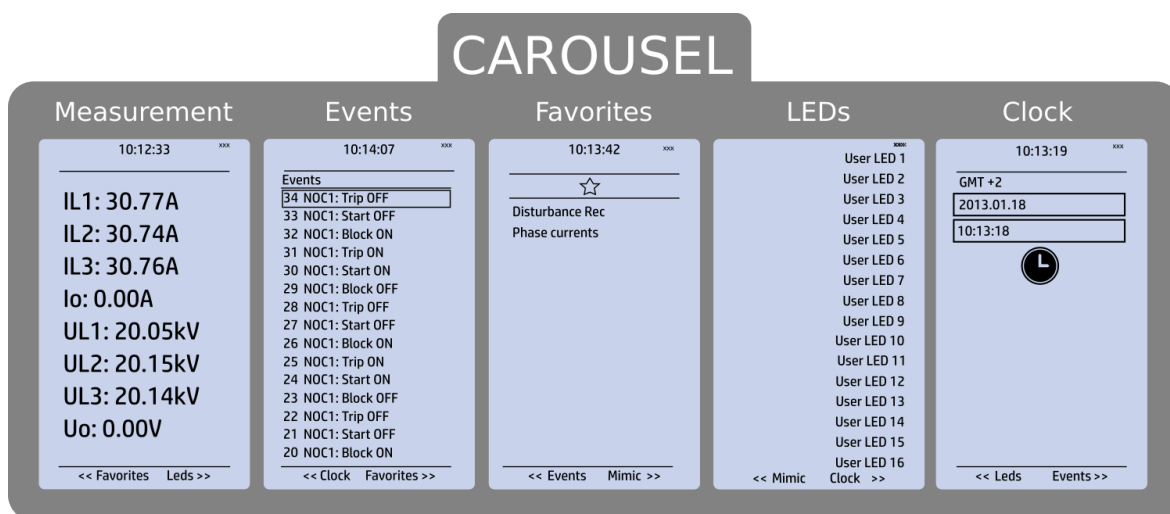 CAROUSEL
Measurement
10:12:33 xxx
IL1: 30.77A
IL2: 30.74A
IL3: 30.76A
Io: 0.00A
UL1: 20.05kV
UL2: 20.15kV
UL3: 20.14kV
Uo: 0.00V
<< Favorites Leds >>
Events
10:14:07 xxx
Events
34 NOC1: Trip OFF
33 NOC1: Start OFF
32 NOC1: Block ON
31 NOC1: Trip ON
30 NOC1: Start ON
29 NOC1: Block OFF
28 NOC1: Trip OFF
27 NOC1: Start OFF
26 NOC1: Block ON
25 NOC1: Trip ON
24 NOC1: Start ON
23 NOC1: Block OFF
22 NOC1: Trip OFF
21 NOC1: Start OFF
20 NOC1: Block ON
<< Clock Favorites >>
Favorites
10:13:42 xxx
Disturbance Rec
Phase currents
<< Events Mimic >>
LEDs
User LED 1
User LED 2
User LED 3
User LED 4
User LED 5
User LED 6
User LED 7
User LED 8
User LED 9
User LED 10
User LED 11
User LED 12
User LED 13
User LED 14
User LED 15
User LED 16
<< Mimic Clock >>
Clock
10:13:19 xxx
GMT +2
2013.01.18
10:13:18
<< Leds Events >>